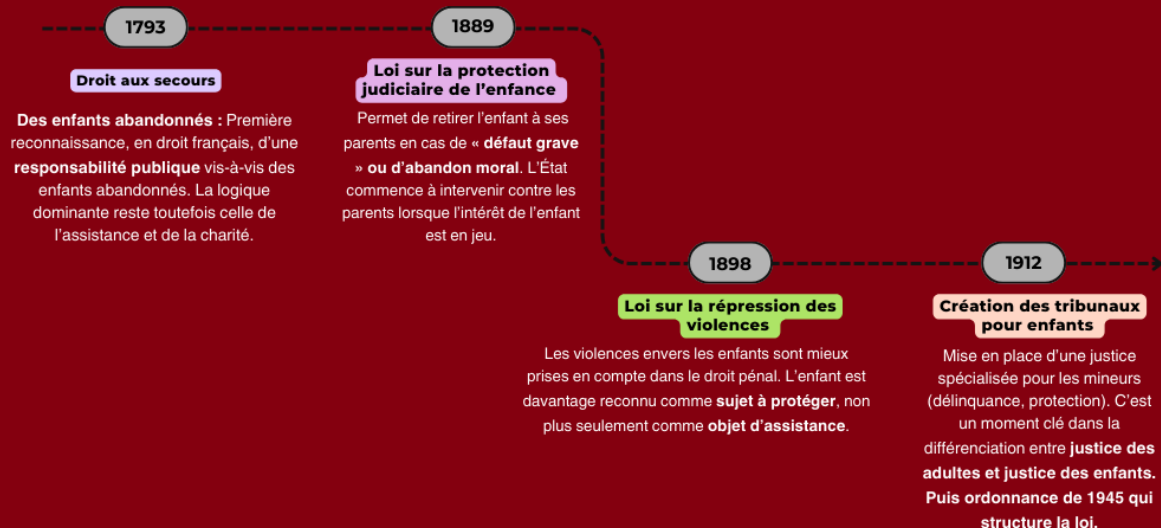 1793
Droit aux secours
Des enfants abandonnés : Première
reconnaissance, en droit français, d’une
responsabilité publique vis-à-vis des
enfants abandonnés. La logique
dominante reste toutefois celle de
l’assistance et de la charité.
1889
Loi sur la protection
judiciaire de l’enfance
Permet de retirer l’enfant à ses
parents en cas de « défaut grave
» ou d’abandon moral. L’État
commence à intervenir contre les
parents lorsque l’intérêt de l’enfant
est en jeu.
1898
Loi sur la répression des
violences
Les violences envers les enfants sont mieux
prises en compte dans le droit pénal. L’enfant est
davantage reconnu comme sujet à protéger, non
plus seulement comme objet d’assistance.
1912
Création des tribunaux
pour enfants
Mise en place d’une justice
spécialisée pour les mineurs
(délinquance, protection). C’est
un moment clé dans la
différenciation entre justice des
adultes et justice des enfants.
Puis ordonnance de 1945 qui
structure la loi.